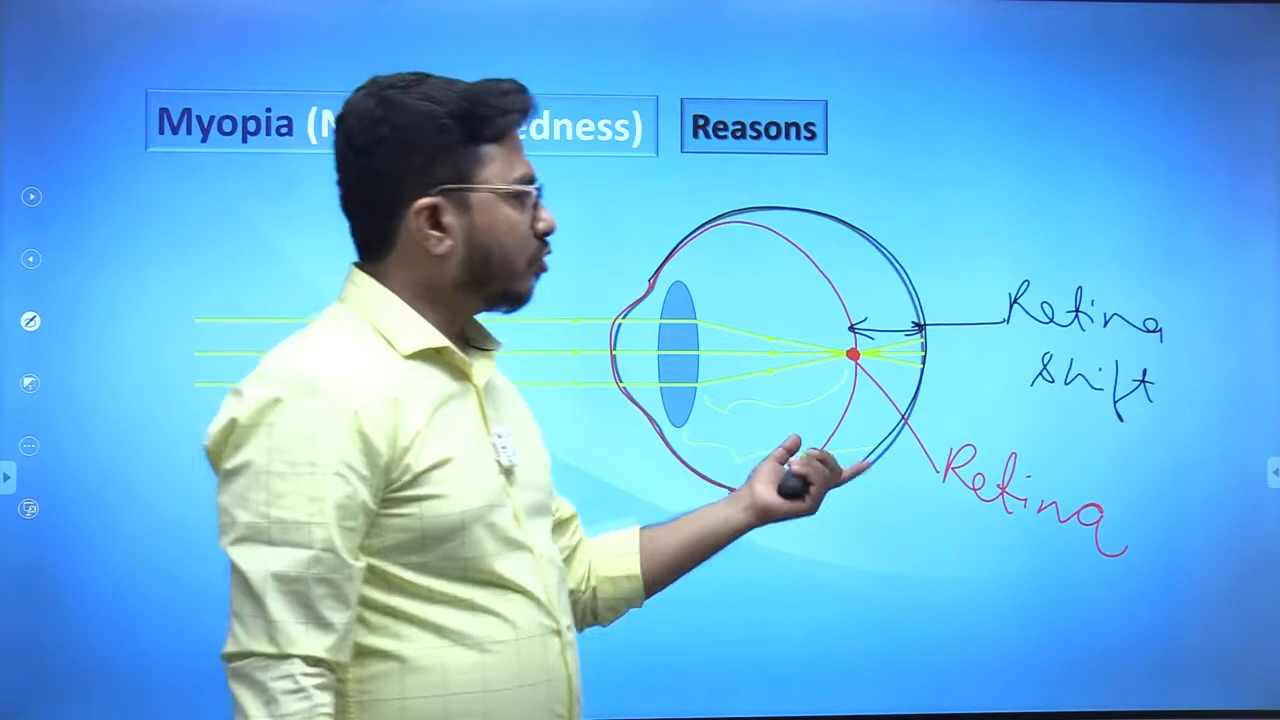 Myopia (N edness)
Reasons
Retina
Shift
Retina